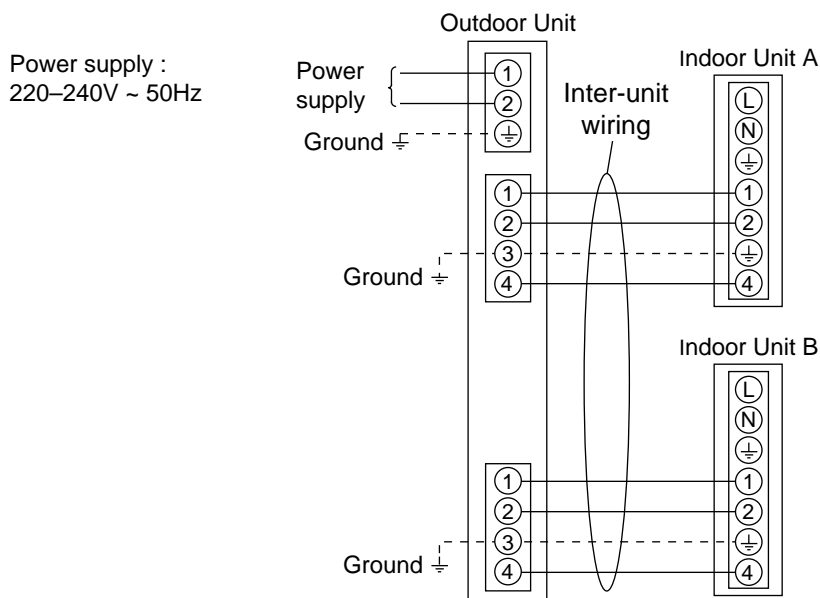 Outdoor Unit
Power supply :
220–240V ~ 50Hz
Power
supply
1
2
Ground
Inter-unit
wiring
Indoor Unit A
L
N
1
2
4
1
2
3
4
Ground
Indoor Unit B
L
N
1
2
4
1
2
3
4
Ground